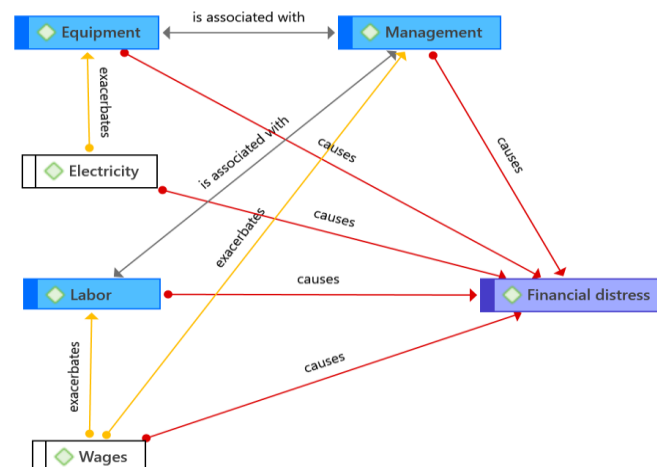 is associated with
Equipment
Management
exacerbates
causes
causes
is associated with
Electricity
causes
exacerbates
Labor
causes
Financial distress
exacerbates
causes
Wages